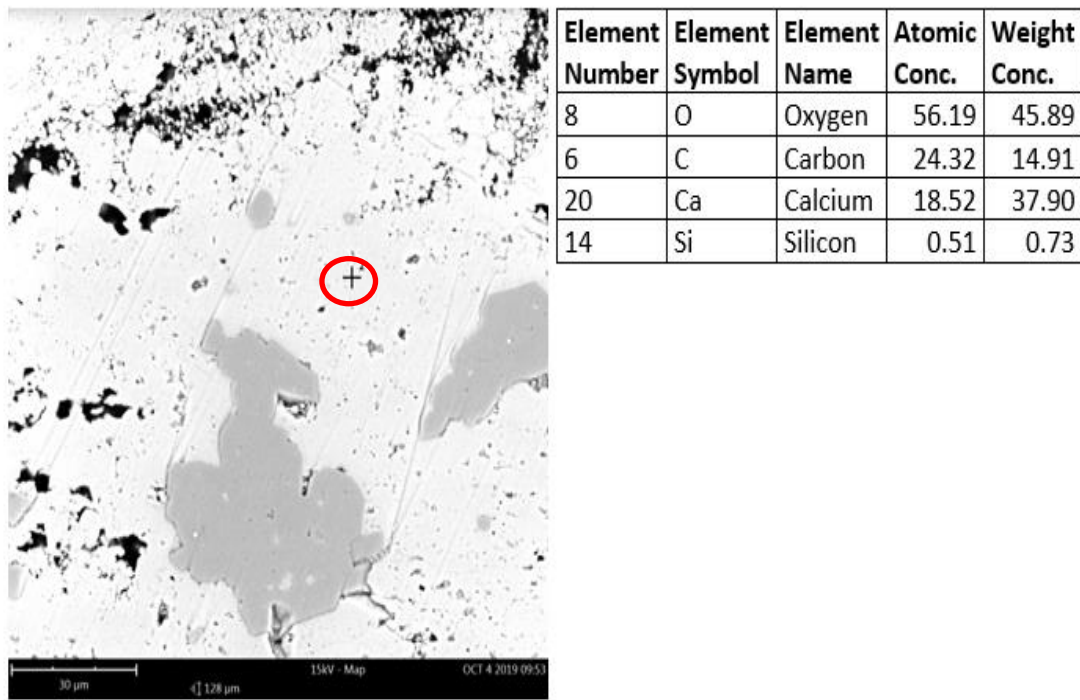 Element Number Element Symbol Element Name Atomic Conc. Weight Conc.
8 O Oxygen 56.19 45.89
6 C Carbon 24.32 14.91
20 Ca Calcium 18.52 37.90
14 Si Silicon 0.51 0.73
30 µm 128 µm 15kV - Map OCT 4 2019 09:53